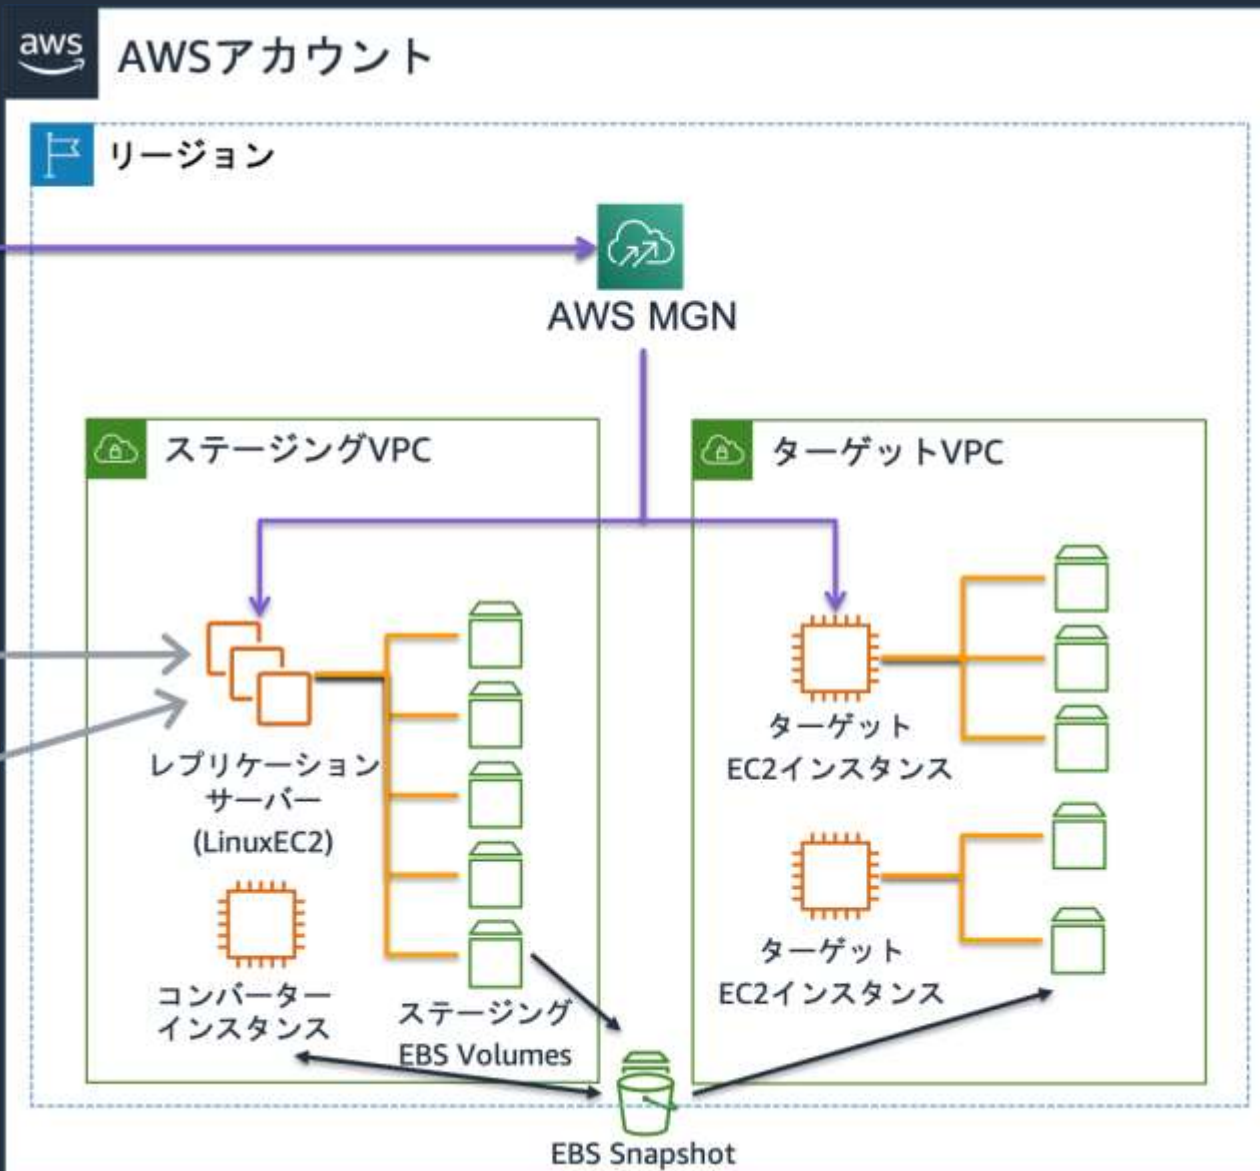 aws
AWSアカウント
リージョン
AWS MGN
ステージングVPC
ターゲットVPC
レプリケーション
サーバー
(LinuxEC2)
コンバーター
インスタンス
ステージング
EBS Volumes
ターゲット
EC2インスタンス
ターゲット
EC2インスタンス
EBS Snapshot